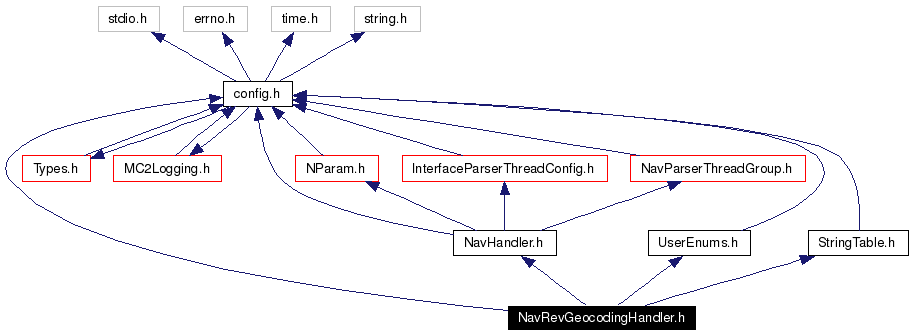 stdio.h
errno.h
time.h
string.h
config.h
Types.h
MC2Logging.h
NParam.h
InterfaceParserThreadConfig.h
NavParserThreadGroup.h
NavHandler.h
UserEnums.h
StringTable.h
NavRevGeocodingHandler.h